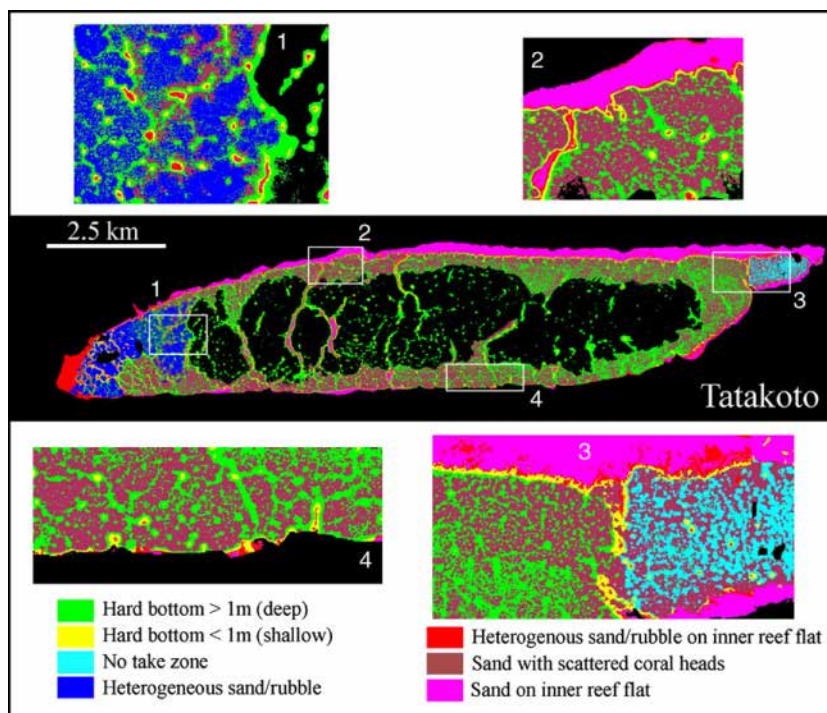 1
2
2.5 km
2
1
3
4
Tatakoto
3
4
Hard bottom > 1m (deep)
Hard bottom < 1m (shallow)
No take zone
Heterogeneous sand/rubble
Heterogenous sand/rubble on inner reef flat
Sand with scattered coral heads
Sand on inner reef flat